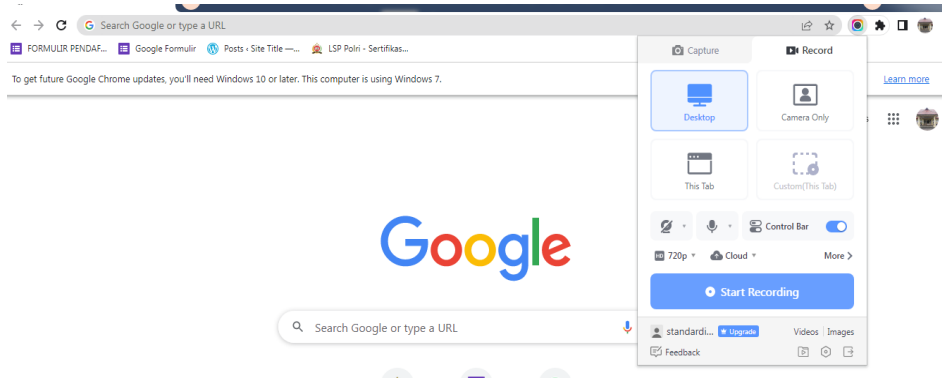 Search Google or type a URL
FORMULIR PENDAF... Google Formulir Posts ‹ Site Title —... LSP Polri - Sertifikas...
To get future Google Chrome updates, you'll need Windows 10 or later. This computer is using Windows 7.
Learn more
Capture Record
Desktop Camera Only
This Tab Custom(This Tab)
Control Bar
HD 720p Cloud More >
Start Recording
standardi... Upgrade Videos Images
Feedback
s
Google
Search Google or type a URL